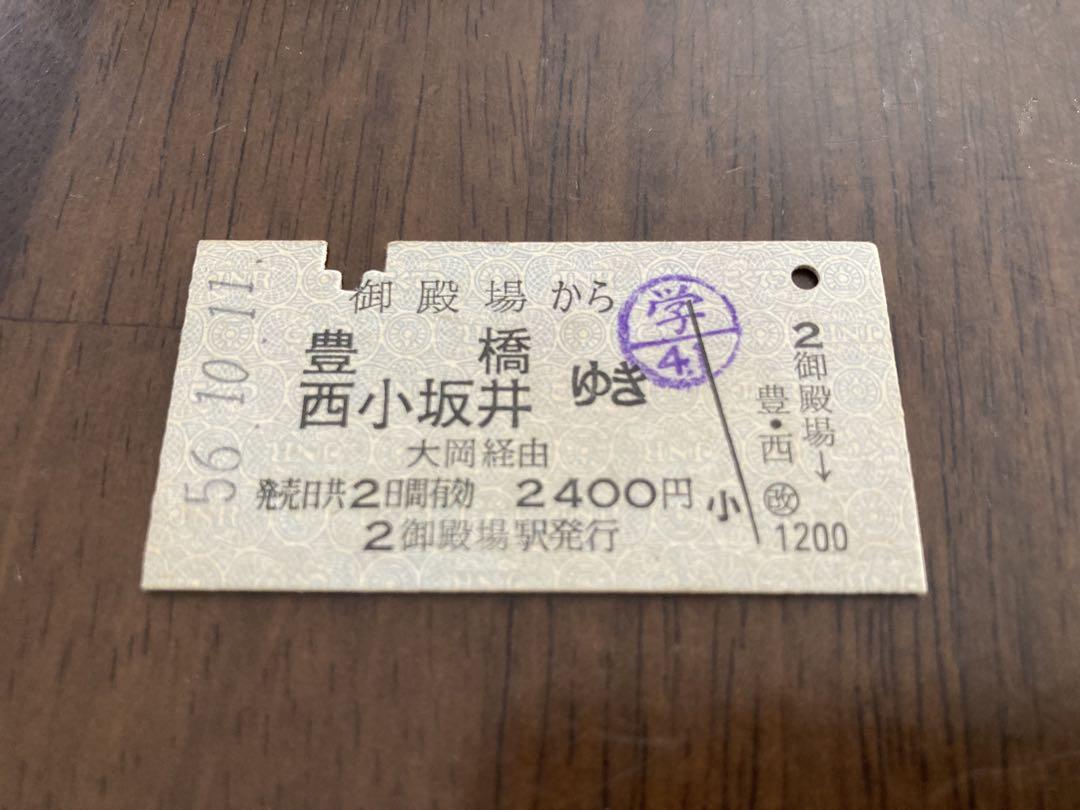 56 10 11
御殿場から
豊橋
西小坂井
ゆき
大岡経由
発売日共2日間有効 2400円
2御殿場駅発行
学
4
小
2御殿場→
豊・西
改
1200